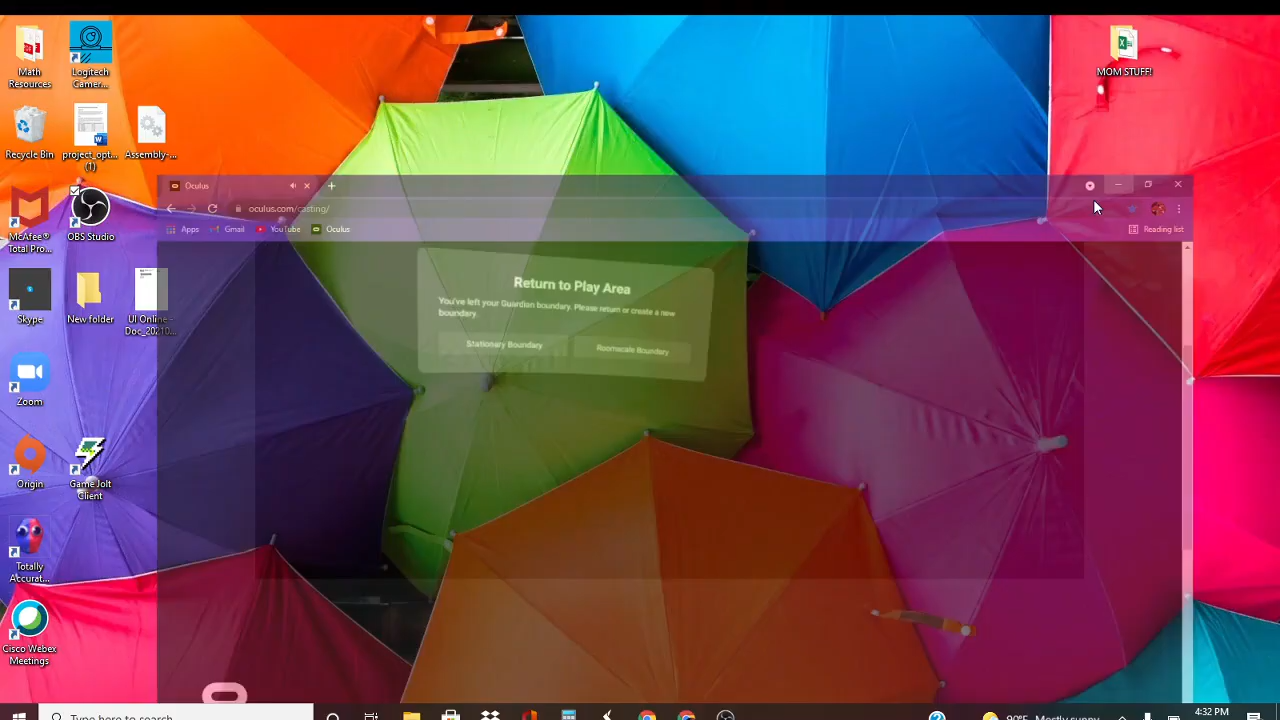 Math
Resources
Logitech
Gamer...
MOM STUFF!
Recycle Bin
project_opt...
(1)
Assembly-...
McAfee®
Total Pro...
OBS Studio
Skype
New folder
UI Online -
Doc_20210...
Zoom
Origin
Game Jolt
Client
Totally
Accurat...
Cisco Webex
Meetings
Oculus
oculus.com/casting/
Apps Gmail YouTube Oculus Reading list
Return to Play Area
You've left your Guardian boundary. Please return or create a new
boundary.
Stationary Boundary Roomscale Boundary
Type here to search
90°F Mostly sunny
4:32 PM